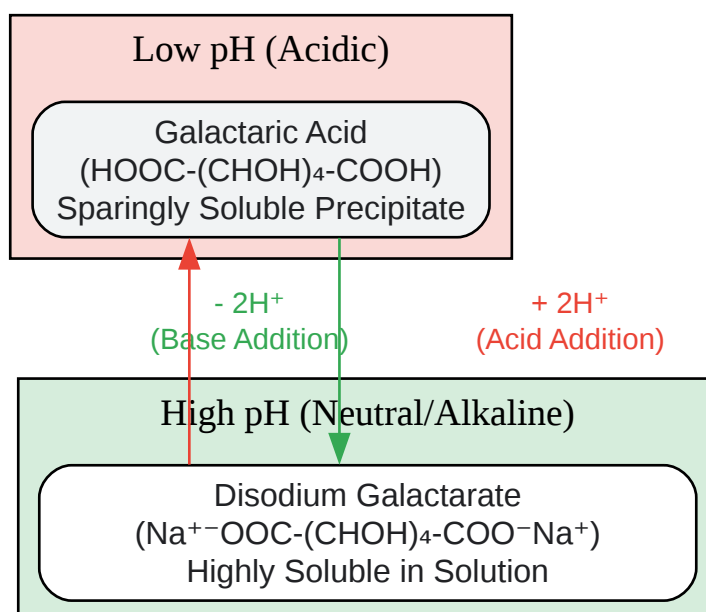 Low pH (Acidic)
Galactaric Acid
(HOOC-(CHOH)₄-COOH)
Sparingly Soluble Precipitate
- 2H⁺
(Base Addition)
+ 2H⁺
(Acid Addition)
High pH (Neutral/Alkaline)
Disodium Galactarate
(Na⁺⁻OOC-(CHOH)₄-COO⁻Na⁺)
Highly Soluble in Solution